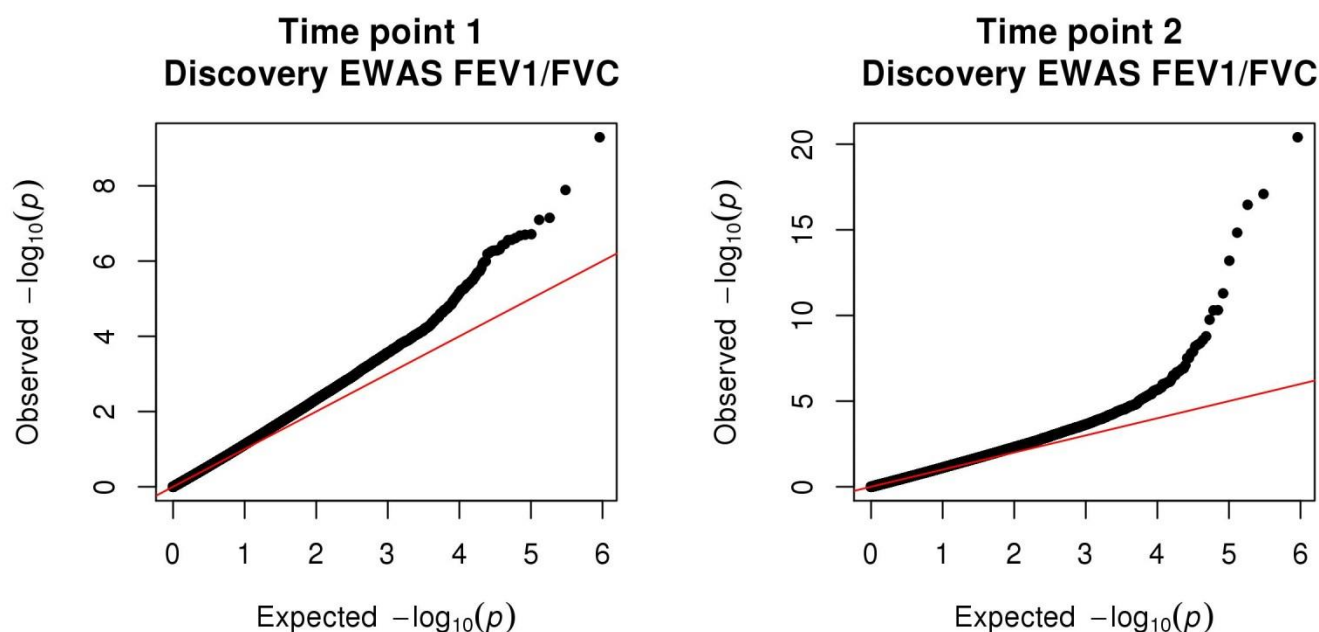 Time point 1
Discovery EWAS FEV1/FVC
Observed −log10(p)
8
6
4
2
0
0 1 2 3 4 5 6
Expected −log10(p)
Time point 2
Discovery EWAS FEV1/FVC
Observed −log10(p)
20
15
10
5
0
0 1 2 3 4 5 6
Expected −log10(p)